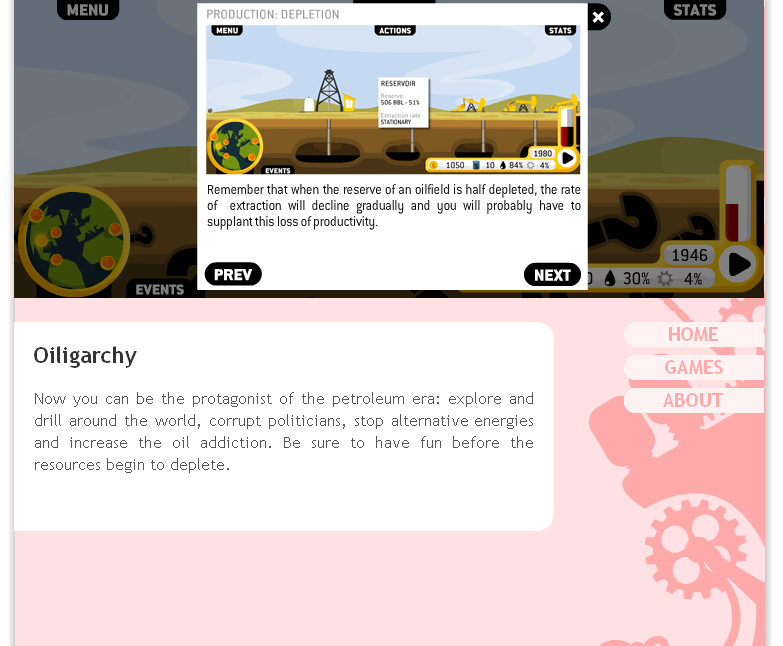 MENU
STATS
PRODUCTION: DEPLETION
MENU
ACTIONS
STATS
RESERVOIR
Reserve
506 BBL - 51%
Extraction rate
STATIONARY
1980
1050 10 84% 4%
EVENTS
Remember that when the reserve of an oilfield is half depleted, the rate
of extraction will decline gradually and you will probably have to
supplant this loss of productivity.
PREV
NEXT
1946
0 30% 4%
EVENTS
Oiligarchy
Now you can be the protagonist of the petroleum era: explore and
drill around the world, corrupt politicians, stop alternative energies
and increase the oil addiction. Be sure to have fun before the
resources begin to deplete.
HOME
GAMES
ABOUT